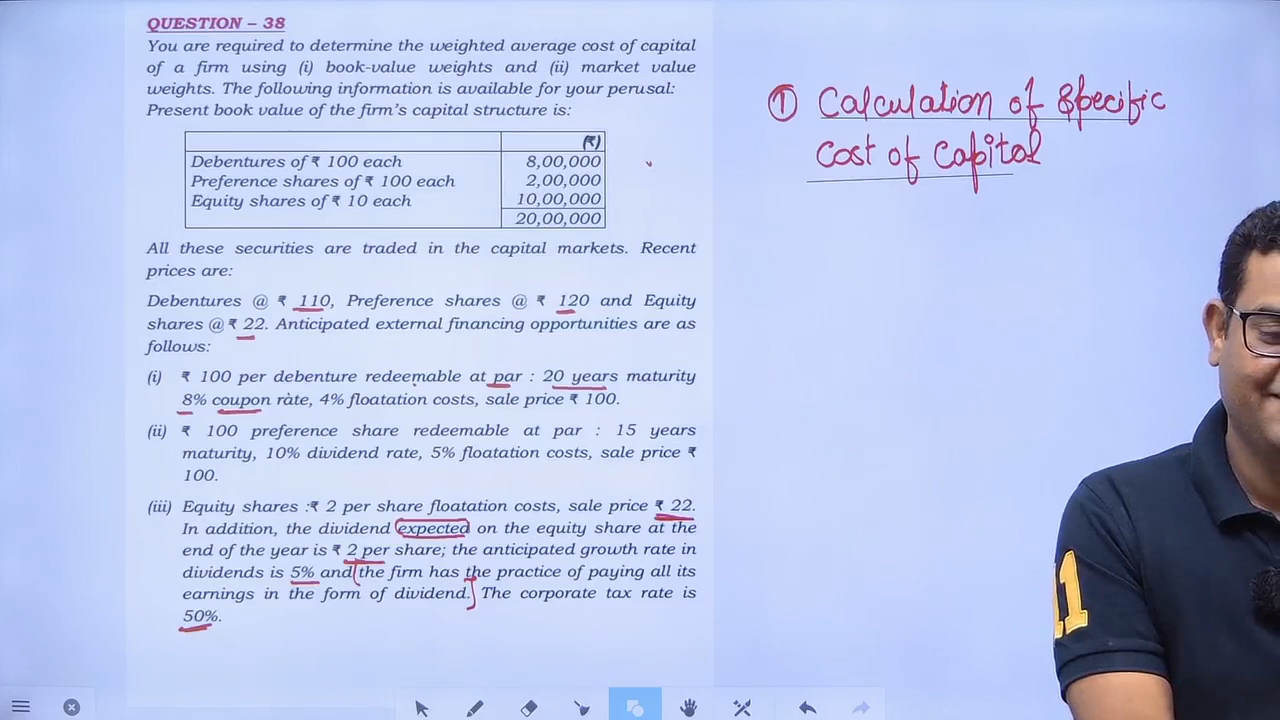 QUESTION – 38
You are required to determine the weighted average cost of capital
of a firm using (i) book-value weights and (ii) market value
weights. The following information is available for your perusal:
Present book value of the firm's capital structure is:
(₹)
Debentures of ₹ 100 each 8,00,000
Preference shares of ₹ 100 each 2,00,000
Equity shares of ₹ 10 each 10,00,000
20,00,000
All these securities are traded in the capital markets. Recent
prices are:
Debentures @ ₹ 110, Preference shares @ ₹ 120 and Equity
shares @ ₹ 22. Anticipated external financing opportunities are as
follows:
(i) ₹ 100 per debenture redeemable at par : 20 years maturity
8% coupon rate, 4% floatation costs, sale price ₹ 100.
(ii) ₹ 100 preference share redeemable at par : 15 years
maturity, 10% dividend rate, 5% floatation costs, sale price ₹
100.
(iii) Equity shares :₹ 2 per share floatation costs, sale price ₹ 22.
In addition, the dividend expected on the equity share at the
end of the year is ₹ 2 per share; the anticipated growth rate in
dividends is 5% and the firm has the practice of paying all its
earnings in the form of dividend. The corporate tax rate is
50%.
① Calculation of Specific
Cost of Capital
11